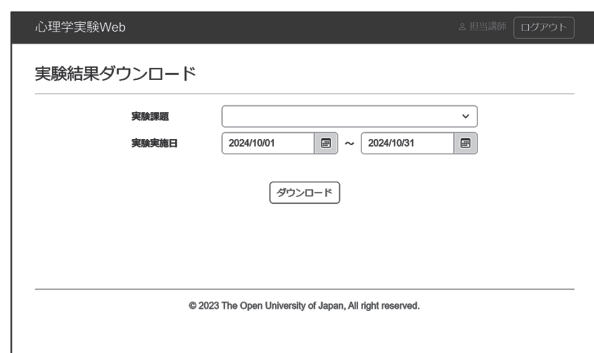 心理学実験Web
担当講師 ログアウト
実験結果ダウンロード
実験課題
実験実施日 2024/10/01 ～ 2024/10/31
ダウンロード
© 2023 The Open University of Japan, All right reserved.